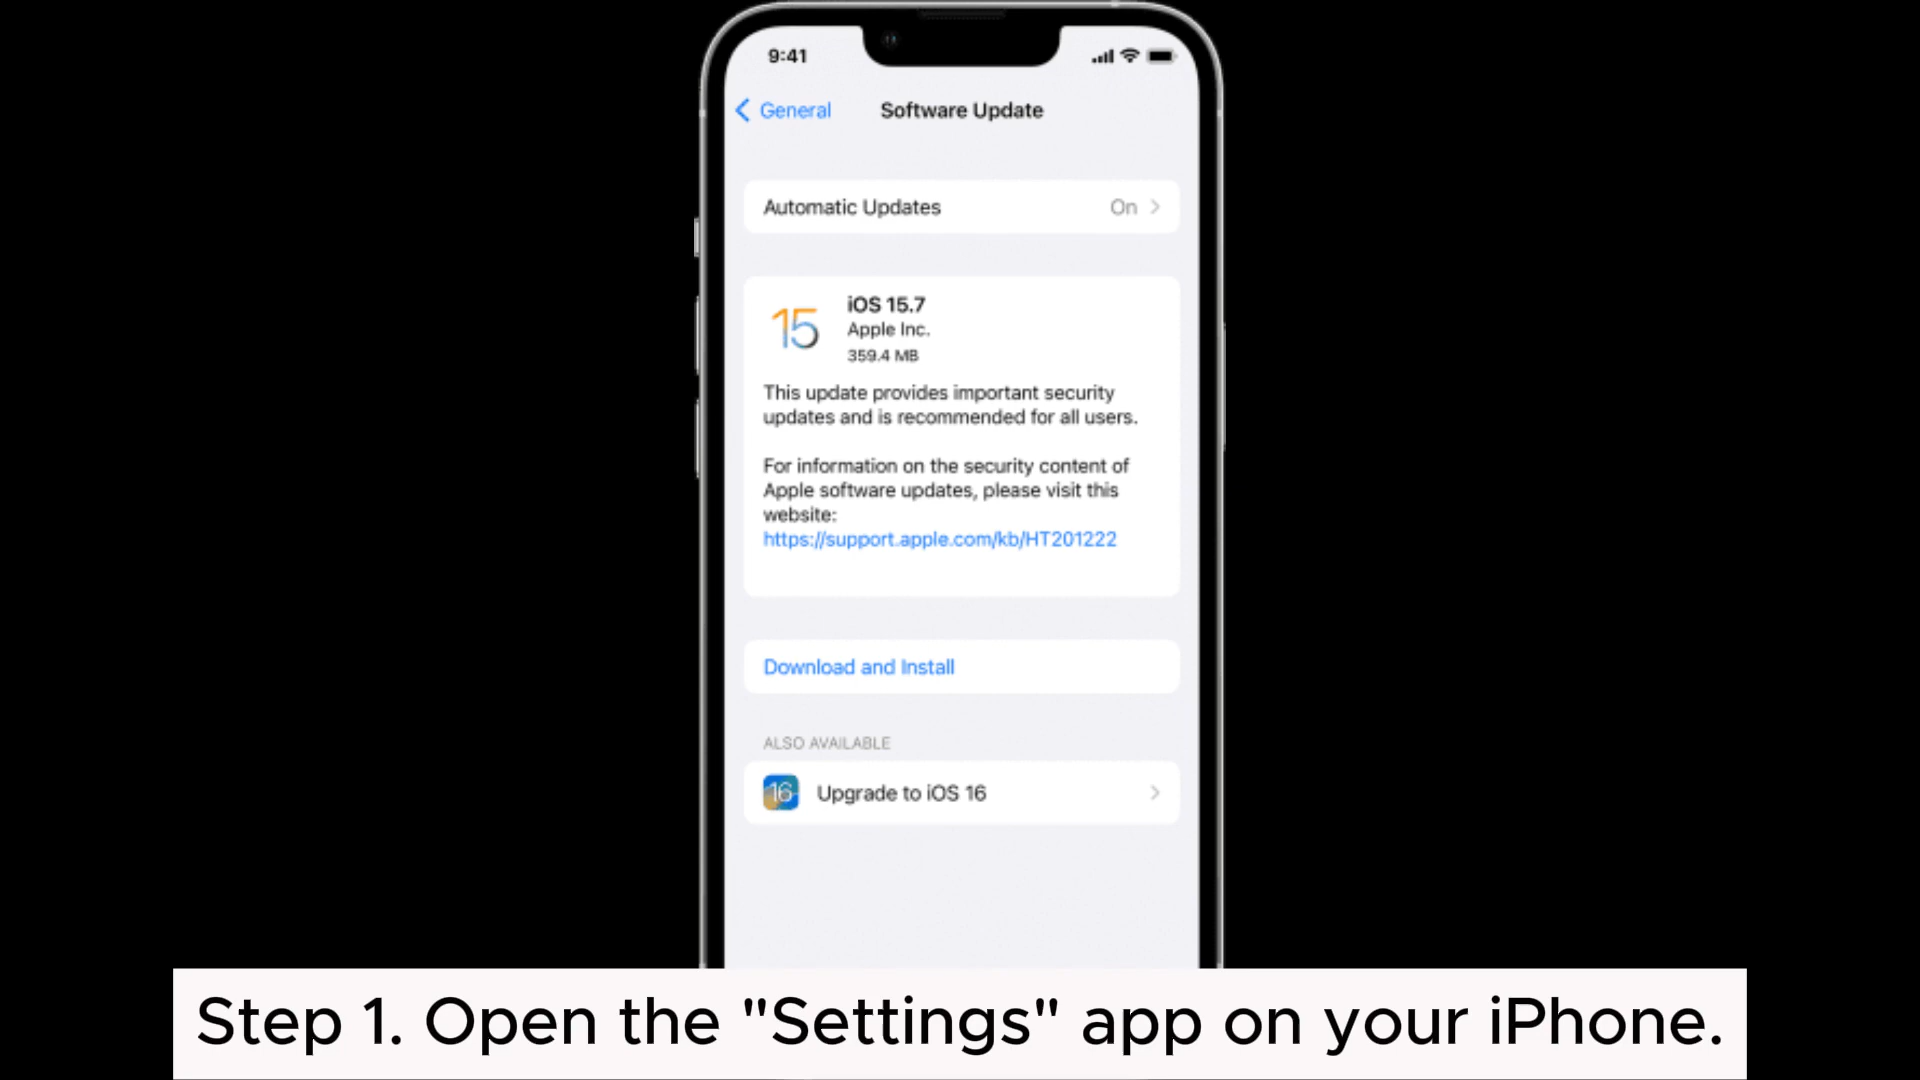 9:41
General
Software Update
Automatic Updates On
15
iOS 15.7
Apple Inc.
359.4 MB
This update provides important security
updates and is recommended for all users.
For information on the security content of
Apple software updates, please visit this
website:
https://support.apple.com/kb/HT201222
Download and Install
ALSO AVAILABLE
16
Upgrade to iOS 16
Step 1. Open the "Settings" app on your iPhone.